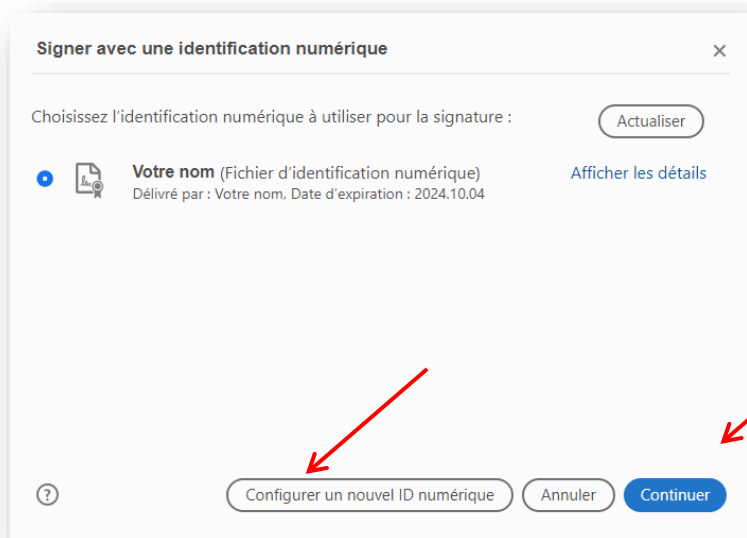 Signer avec une identification numérique
Choisissez l'identification numérique à utiliser pour la signature :
Actualiser
Votre nom (Fichier d'identification numérique)
Afficher les détails
Délivré par : Votre nom, Date d'expiration : 2024.10.04
Configurer un nouvel ID numérique
Annuler
Continuer